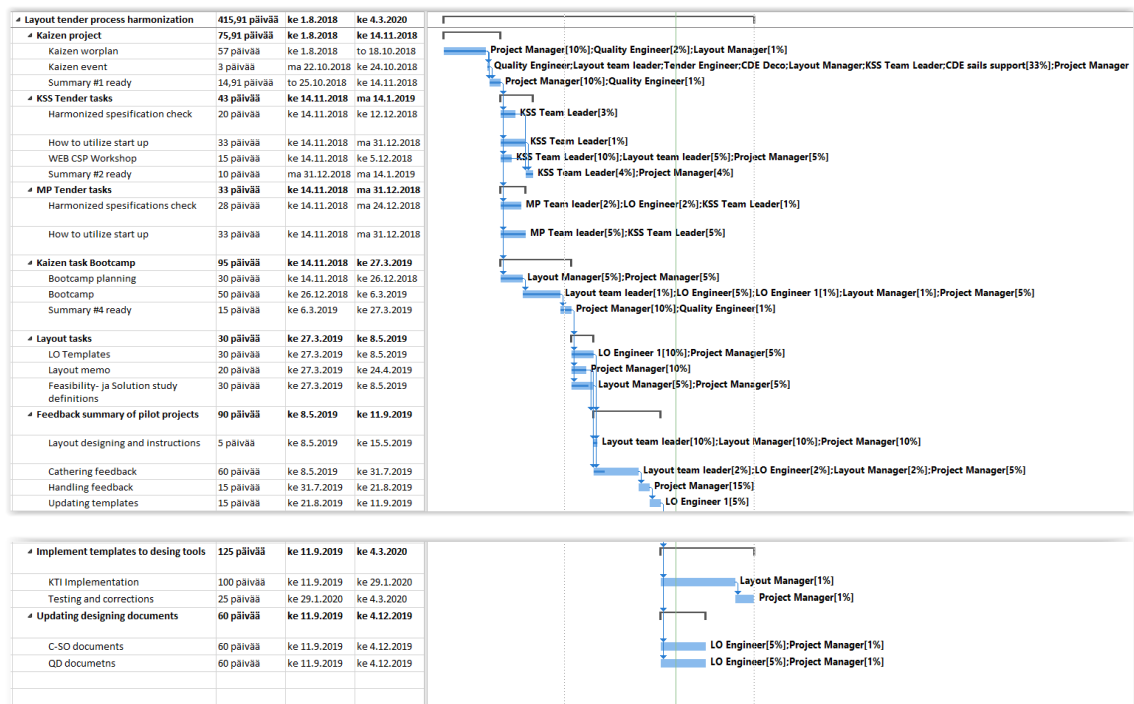 Layout tender process harmonization 415,91 päivää ke 1.8.2018 ke 4.3.2020
Kaizen project 75,91 päivää ke 1.8.2018 ke 14.11.2018
Kaizen worplan 57 päivää ke 1.8.2018 to 18.10.2018 Project Manager[10%];Quality Engineer[2%];Layout Manager[1%]
Kaizen event 3 päivää ma 22.10.2018 ke 24.10.2018 Quality Engineer;Layout team leader;Tender Engineer;CDE Deco;Layout Manager;KSS Team Leader;CDE sails support[33%];Project Manager
Summary #1 ready 14,91 päivää to 25.10.2018 ke 14.11.2018 Project Manager[10%];Quality Engineer[1%]
KSS Tender tasks 43 päivää ke 14.11.2018 ma 14.1.2019
Harmonized spesification check 20 päivää ke 14.11.2018 ke 12.12.2018 KSS Team Leader[3%]
How to utilize start up 33 päivää ke 14.11.2018 ma 31.12.2018 KSS Team Leader[1%]
WEB CSP Workshop 15 päivää ke 14.11.2018 ke 5.12.2018 KSS Team Leader[10%];Layout team leader[5%];Project Manager[5%]
Summary #2 ready 10 päivää ma 31.12.2018 ma 14.1.2019 KSS Team Leader[4%];Project Manager[4%]
MP Tender tasks 33 päivää ke 14.11.2018 ma 31.12.2018
Harmonized spesifications check 28 päivää ke 14.11.2018 ma 24.12.2018 MP Team leader[2%];LO Engineer[2%];KSS Team Leader[1%]
How to utilize start up 33 päivää ke 14.11.2018 ma 31.12.2018 MP Team leader[5%];KSS Team Leader[5%]
Kaizen task Bootcamp 95 päivää ke 14.11.2018 ke 27.3.2019
Bootcamp planning 30 päivää ke 14.11.2018 ke 26.12.2018 Layout Manager[5%];Project Manager[5%]
Bootcamp 50 päivää ke 26.12.2018 ke 6.3.2019 Layout team leader[1%];LO Engineer[5%];LO Engineer 1[1%];Layout Manager[1%];Project Manager[5%]
Summary #4 ready 15 päivää ke 6.3.2019 ke 27.3.2019 Project Manager[10%];Quality Engineer[1%]
Layout tasks 30 päivää ke 27.3.2019 ke 8.5.2019
LO Templates 30 päivää ke 27.3.2019 ke 8.5.2019 LO Engineer 1[10%];Project Manager[5%]
Layout memo 20 päivää ke 27.3.2019 ke 24.4.2019 Project Manager[10%]
Feasibility- ja Solution study 30 päivää ke 27.3.2019 ke 8.5.2019 Layout Manager[5%];Project Manager[5%]
definitions
Feedback summary of pilot projects 90 päivää ke 8.5.2019 ke 11.9.2019
Layout designing and instructions 5 päivää ke 8.5.2019 ke 15.5.2019 Layout team leader[10%];Layout Manager[10%];Project Manager[10%]
Cathering feedback 60 päivää ke 8.5.2019 ke 31.7.2019 Layout team leader[2%];LO Engineer[2%];Layout Manager[2%];Project Manager[5%]
Handling feedback 15 päivää ke 31.7.2019 ke 21.8.2019 Project Manager[15%]
Updating templates 15 päivää ke 21.8.2019 ke 11.9.2019 LO Engineer 1[5%]
Implement templates to desing tools 125 päivää ke 11.9.2019 ke 4.3.2020
KTI Implementation 100 päivää ke 11.9.2019 ke 29.1.2020 Layout Manager[1%]
Testing and corrections 25 päivää ke 29.1.2020 ke 4.3.2020 Project Manager[1%]
Updating designing documents 60 päivää ke 11.9.2019 ke 4.12.2019
C-SO documents 60 päivää ke 11.9.2019 ke 4.12.2019 LO Engineer[5%];Project Manager[1%]
QD documetns 60 päivää ke 11.9.2019 ke 4.12.2019 LO Engineer[5%];Project Manager[1%]